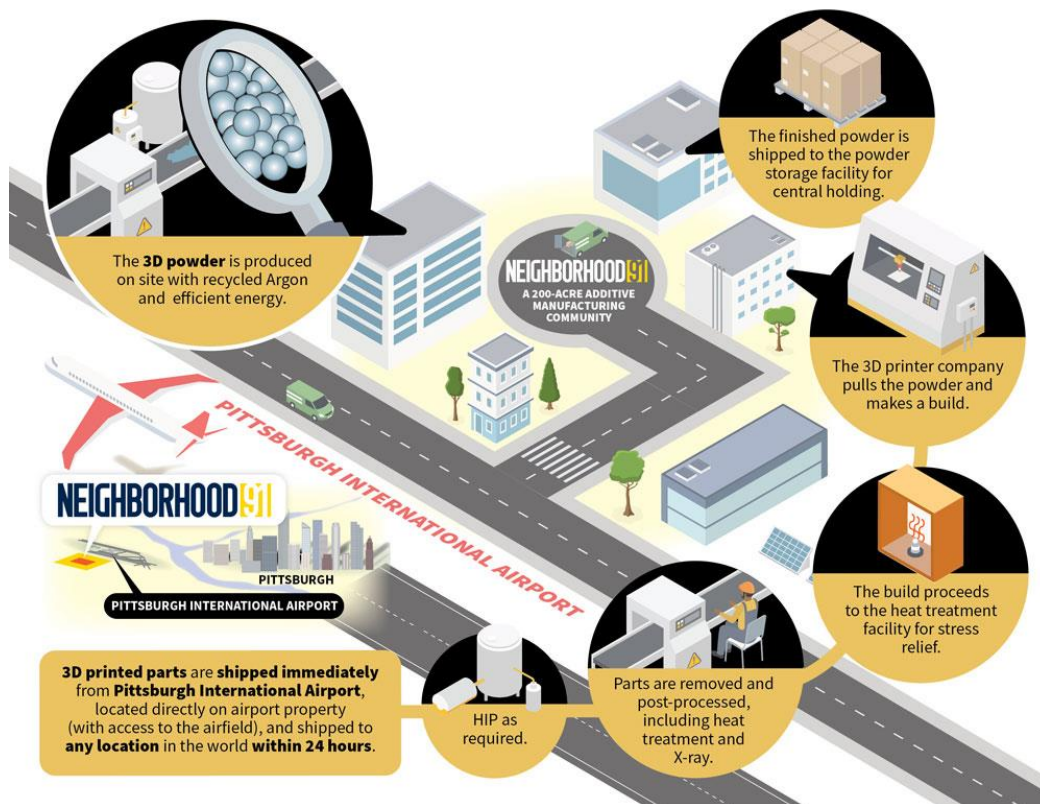 The 3D powder is produced
on site with recycled Argon
and efficient energy.
The finished powder is
shipped to the powder
storage facility for
central holding.
NEIGHBORHOOD 91
A 200-ACRE ADDITIVE
MANUFACTURING
COMMUNITY
The 3D printer company
pulls the powder and
makes a build.
PITTSBURGH INTERNATIONAL AIRPORT
NEIGHBORHOOD 91
PITTSBURGH
PITTSBURGH INTERNATIONAL AIRPORT
The build proceeds
to the heat treatment
facility for stress
relief.
Parts are removed and
post-processed,
including heat
treatment and
X-ray.
HIP as
required.
3D printed parts are shipped immediately
from Pittsburgh International Airport,
located directly on airport property
(with access to the airfield), and shipped to
any location in the world within 24 hours.